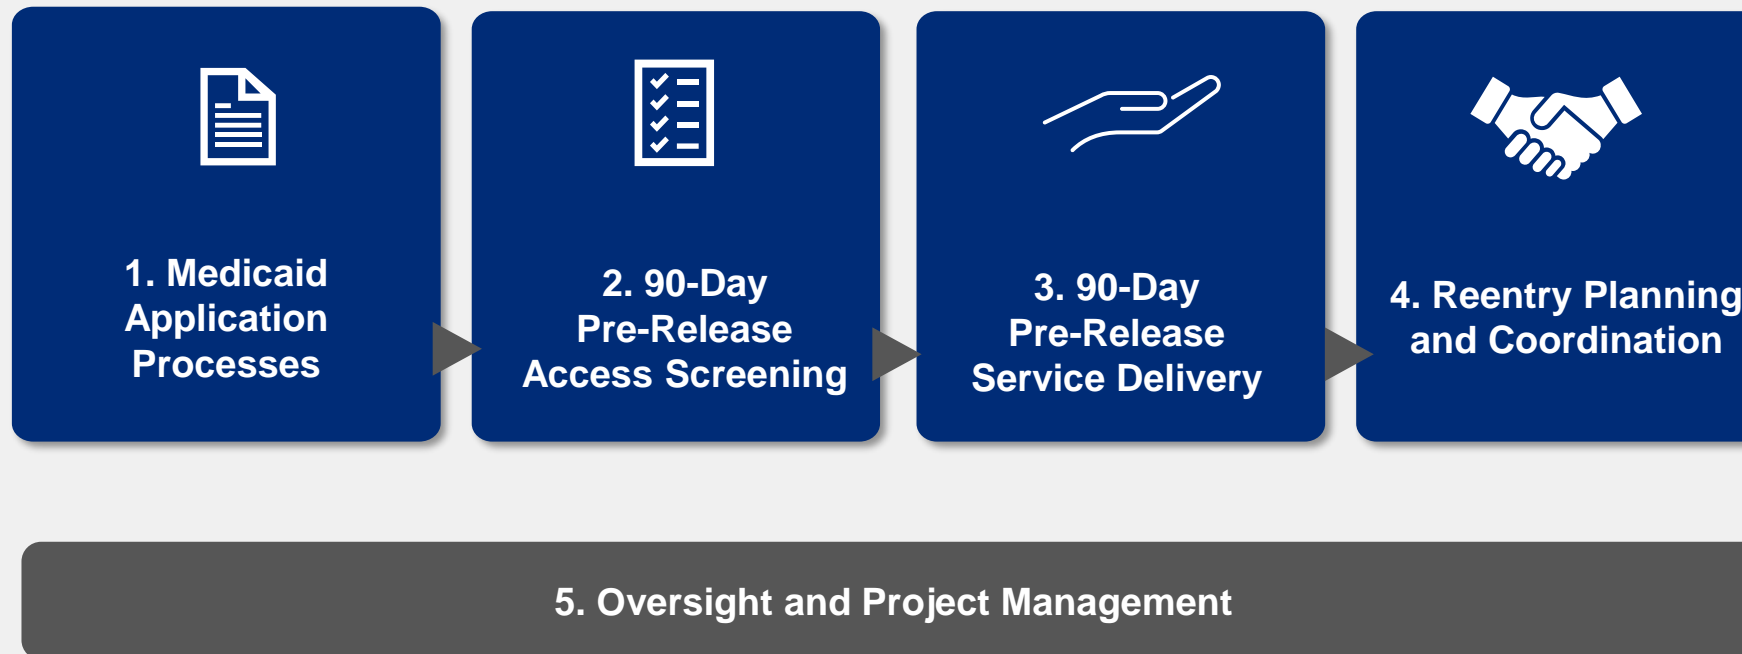 1. Medicaid
Application
Processes
2. 90-Day
Pre-Release
Access Screening
3. 90-Day
Pre-Release
Service Delivery
4. Reentry Planning
and Coordination
5. Oversight and Project Management